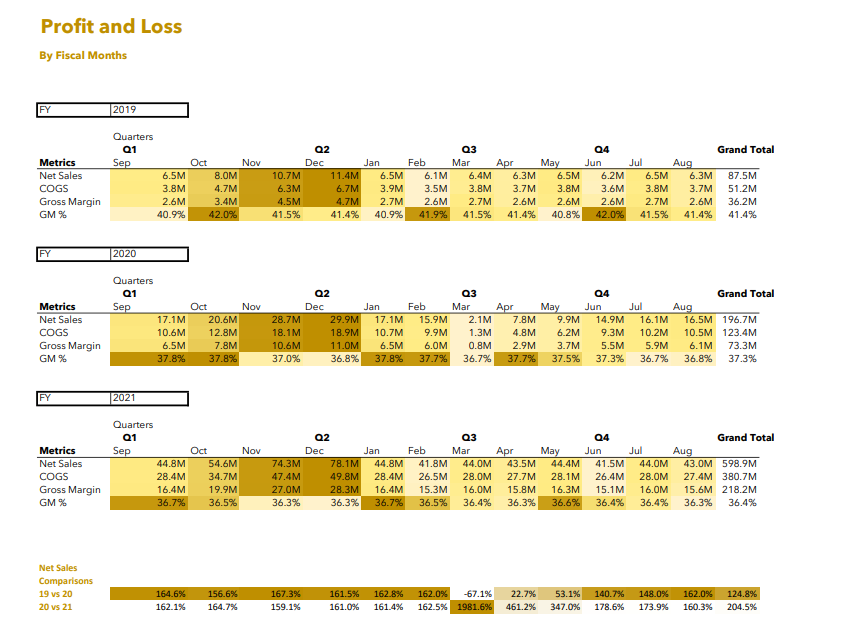 Profit and Loss
By Fiscal Months
FY 2019
Quarters
Q1 Q2 Q3 Q4 Grand Total
Metrics Sep Oct Nov Dec Jan Feb Mar Apr May Jun Jul Aug
Net Sales 6.5M 8.0M 10.7M 11.4M 6.5M 6.1M 6.4M 6.3M 6.5M 6.2M 6.5M 6.3M 87.5M
COGS 3.8M 4.7M 6.3M 6.7M 3.9M 3.5M 3.8M 3.7M 3.8M 3.6M 3.8M 3.7M 51.2M
Gross Margin 2.6M 3.4M 4.5M 4.7M 2.7M 2.6M 2.7M 2.6M 2.6M 2.6M 2.7M 2.6M 36.2M
GM % 40.9% 42.0% 41.5% 41.4% 40.9% 41.9% 41.5% 41.4% 40.8% 42.0% 41.5% 41.4% 41.4%
FY 2020
Quarters
Q1 Q2 Q3 Q4 Grand Total
Metrics Sep Oct Nov Dec Jan Feb Mar Apr May Jun Jul Aug
Net Sales 17.1M 20.6M 28.7M 29.9M 17.1M 15.9M 2.1M 7.8M 9.9M 14.9M 16.1M 16.5M 196.7M
COGS 10.6M 12.8M 18.1M 18.9M 10.7M 9.9M 1.3M 4.8M 6.2M 9.3M 10.2M 10.5M 123.4M
Gross Margin 6.5M 7.8M 10.6M 11.0M 6.5M 6.0M 0.8M 2.9M 3.7M 5.5M 5.9M 6.1M 73.3M
GM % 37.8% 37.8% 37.0% 36.8% 37.8% 37.7% 36.7% 37.7% 37.5% 37.3% 36.7% 36.8% 37.3%
FY 2021
Quarters
Q1 Q2 Q3 Q4 Grand Total
Metrics Sep Oct Nov Dec Jan Feb Mar Apr May Jun Jul Aug
Net Sales 44.8M 54.6M 74.3M 78.1M 44.8M 41.8M 44.0M 43.5M 44.4M 41.5M 44.0M 43.0M 598.9M
COGS 28.4M 34.7M 47.4M 49.8M 28.4M 26.5M 28.0M 27.7M 28.1M 26.4M 28.0M 27.4M 380.7M
Gross Margin 16.4M 19.9M 27.0M 28.3M 16.4M 15.3M 16.0M 15.8M 16.3M 15.1M 16.0M 15.6M 218.2M
GM % 36.7% 36.5% 36.3% 36.3% 36.7% 36.5% 36.4% 36.3% 36.6% 36.4% 36.4% 36.3% 36.4%
Net Sales
Comparisons
19 vs 20 164.6% 156.6% 167.3% 161.5% 162.8% 162.0% -67.1% 22.7% 53.1% 140.7% 148.0% 162.0% 124.8%
20 vs 21 162.1% 164.7% 159.1% 161.0% 161.4% 162.5% 1981.6% 461.2% 347.0% 178.6% 173.9% 160.3% 204.5%